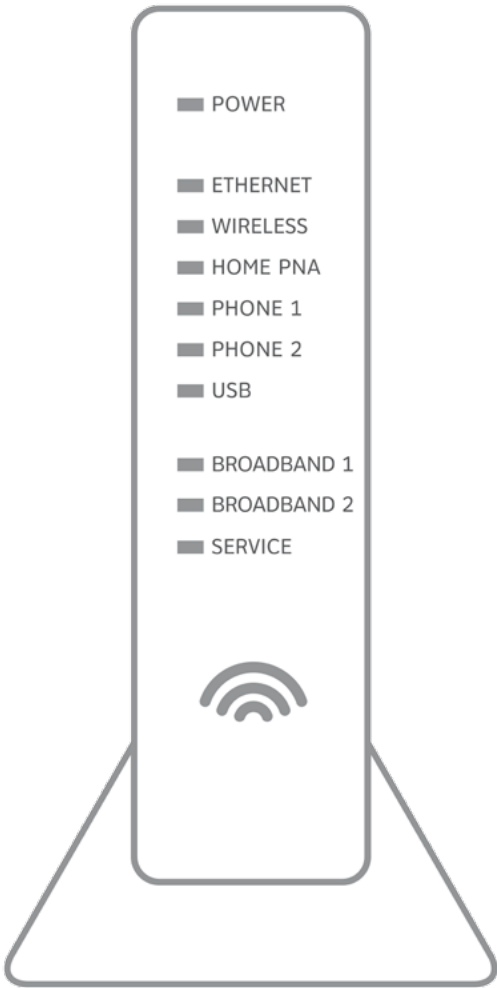 POWER
ETHERNET
WIRELESS
HOME PNA
PHONE 1
PHONE 2
USB
BROADBAND 1
BROADBAND 2
SERVICE